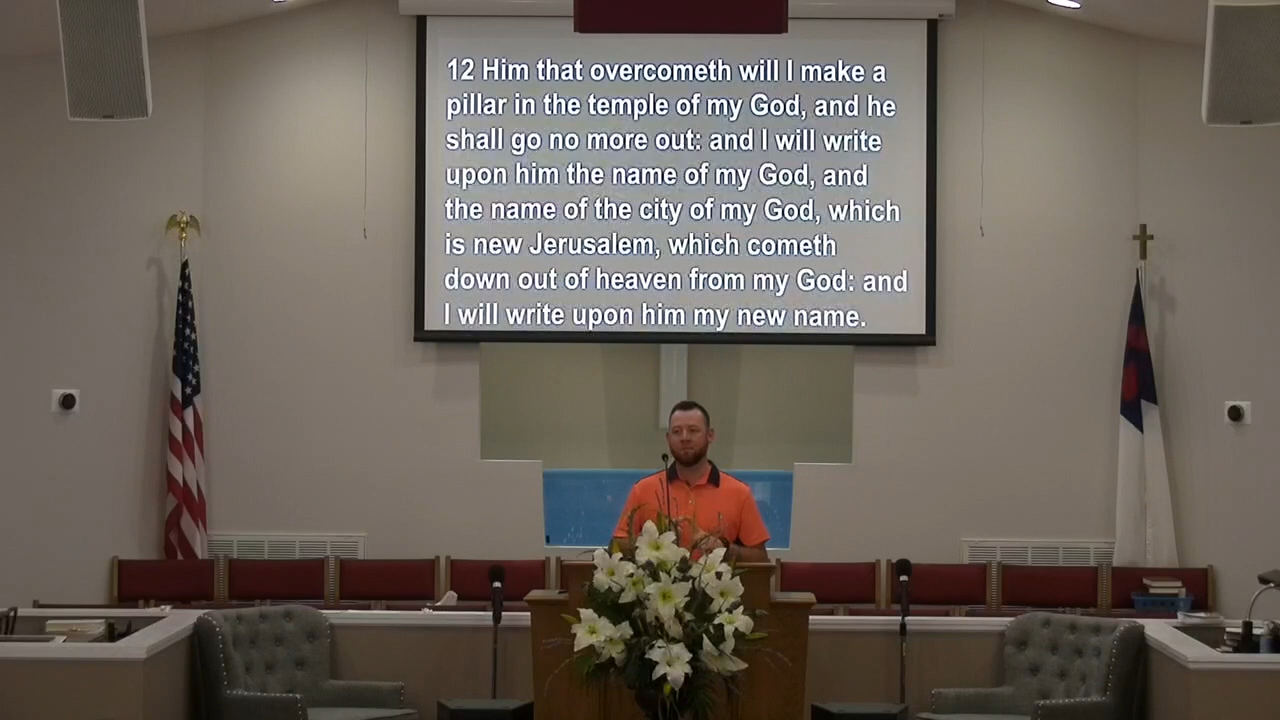 12 Him that overcometh will I make a
pillar in the temple of my God, and he
shall go no more out: and I will write
upon him the name of my God, and
the name of the city of my God, which
is new Jerusalem, which cometh
down out of heaven from my God: and
I will write upon him my new name.